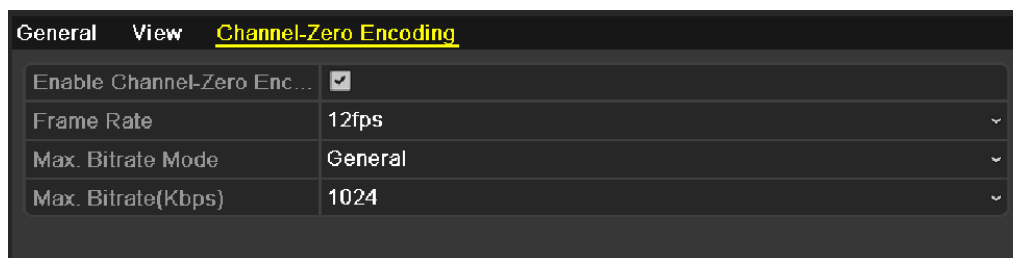 General View Channel-Zero Encoding
Enable Channel-Zero Enc...
Frame Rate 12fps
Max. Bitrate Mode General
Max. Bitrate(Kbps) 1024